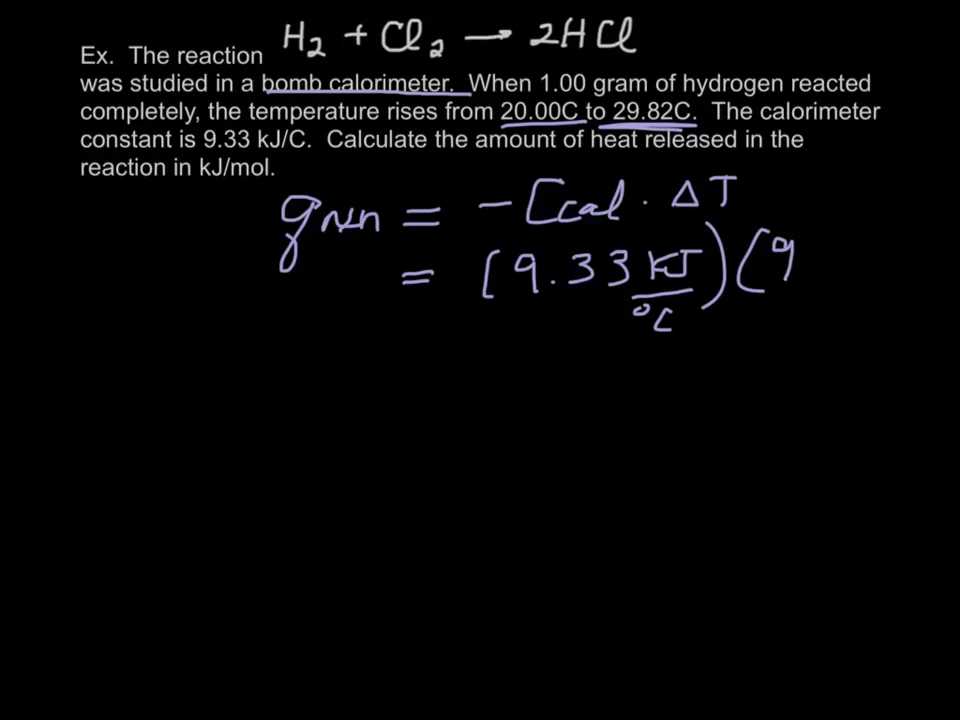 Ex. The reaction H₂ + Cl₂ → 2HCl
was studied in a bomb calorimeter. When 1.00 gram of hydrogen reacted
completely, the temperature rises from 20.00C to 29.82C. The calorimeter
constant is 9.33 kJ/C. Calculate the amount of heat released in the
reaction in kJ/mol.
qrxn = - Ccal · ΔT
= (9.33 kJ/°C) (9